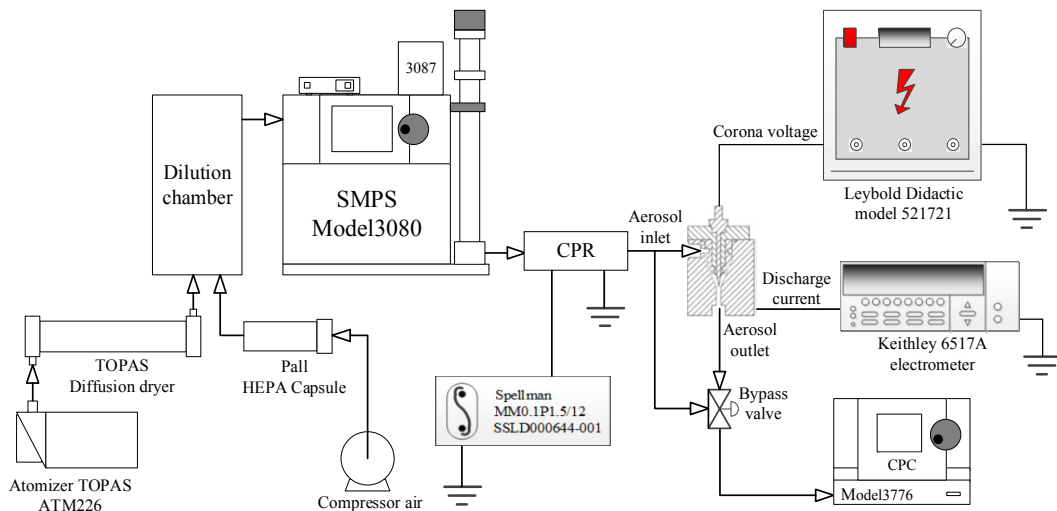 3087
Dilution
chamber
SMPS
Model3080
Corona voltage
Leybold Didactic
model 521721
CPR
Aerosol
inlet
Discharge
current
Keithley 6517A
electrometer
Aerosol
outlet
TOPAS
Diffusion dryer
Pall
HEPA Capsule
Spellman
MM0.1P1.5/12
SSLD000644-001
Bypass
valve
CPC
Model3776
Atomizer TOPAS
ATM226
Compressor air